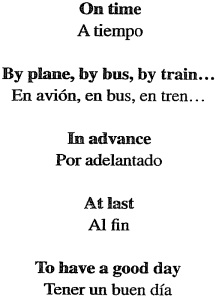 On time
A tiempo
By plane, by bus, by train…
En avión, en bus, en tren…
In advance
Por adelantado
At last
Al fin
To have a good day
Tener un buen día